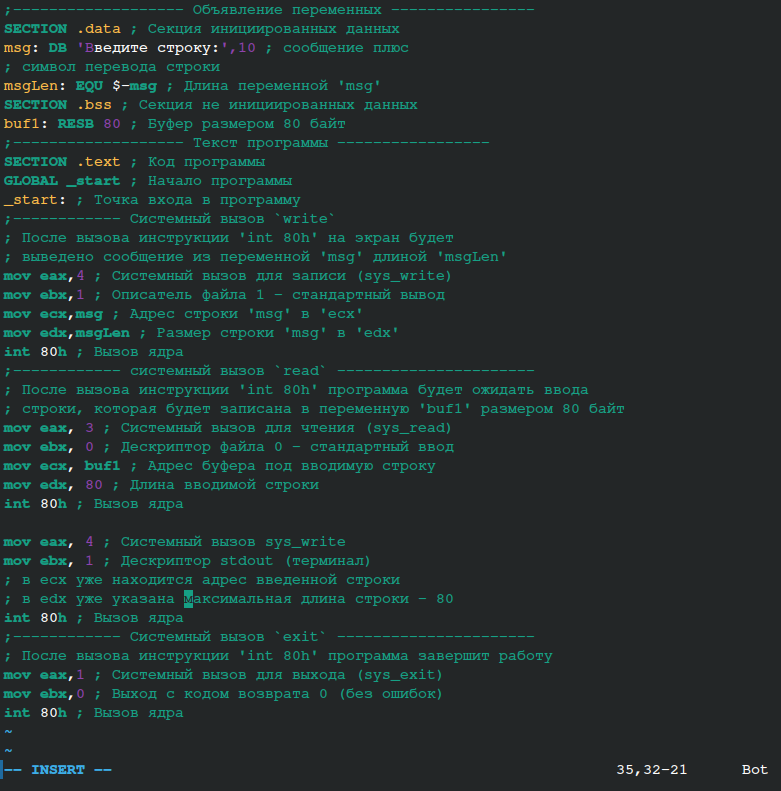 ;------------------- Объявление переменных ----------------
SECTION .data ; Секция инициированных данных
msg: DB 'Введите строку:',10 ; сообщение плюс
; символ перевода строки
msgLen: EQU $-msg ; Длина переменной 'msg'
SECTION .bss ; Секция не инициированных данных
buf1: RESB 80 ; Буфер размером 80 байт
;------------------- Текст программы -----------------
SECTION .text ; Код программы
GLOBAL _start ; Начало программы
_start: ; Точка входа в программу
;------------ Системный вызов `write`
; После вызова инструкции 'int 80h' на экран будет
; выведено сообщение из переменной 'msg' длиной 'msgLen'
mov eax,4 ; Системный вызов для записи (sys_write)
mov ebx,1 ; Описатель файла 1 - стандартный вывод
mov ecx,msg ; Адрес строки 'msg' в 'ecx'
mov edx,msgLen ; Размер строки 'msg' в 'edx'
int 80h ; Вызов ядра
;------------ системный вызов `read` ----------------------
; После вызова инструкции 'int 80h' программа будет ожидать ввода
; строки, которая будет записана в переменную 'buf1' размером 80 байт
mov eax, 3 ; Системный вызов для чтения (sys_read)
mov ebx, 0 ; Дескриптор файла 0 - стандартный ввод
mov ecx, buf1 ; Адрес буфера под вводимую строку
mov edx, 80 ; Длина вводимой строки
int 80h ; Вызов ядра
mov eax, 4 ; Системный вызов sys_write
mov ebx, 1 ; Дескриптор stdout (терминал)
; в ecx уже находится адрес введенной строки
; в edx уже указана максимальная длина строки - 80
int 80h ; Вызов ядра
;------------ Системный вызов `exit` ----------------------
; После вызова инструкции 'int 80h' программа завершит работу
mov eax,1 ; Системный вызов для выхода (sys_exit)
mov ebx,0 ; Выход с кодом возврата 0 (без ошибок)
int 80h ; Вызов ядра
~
~
-- INSERT -- 35,32-21 Bot